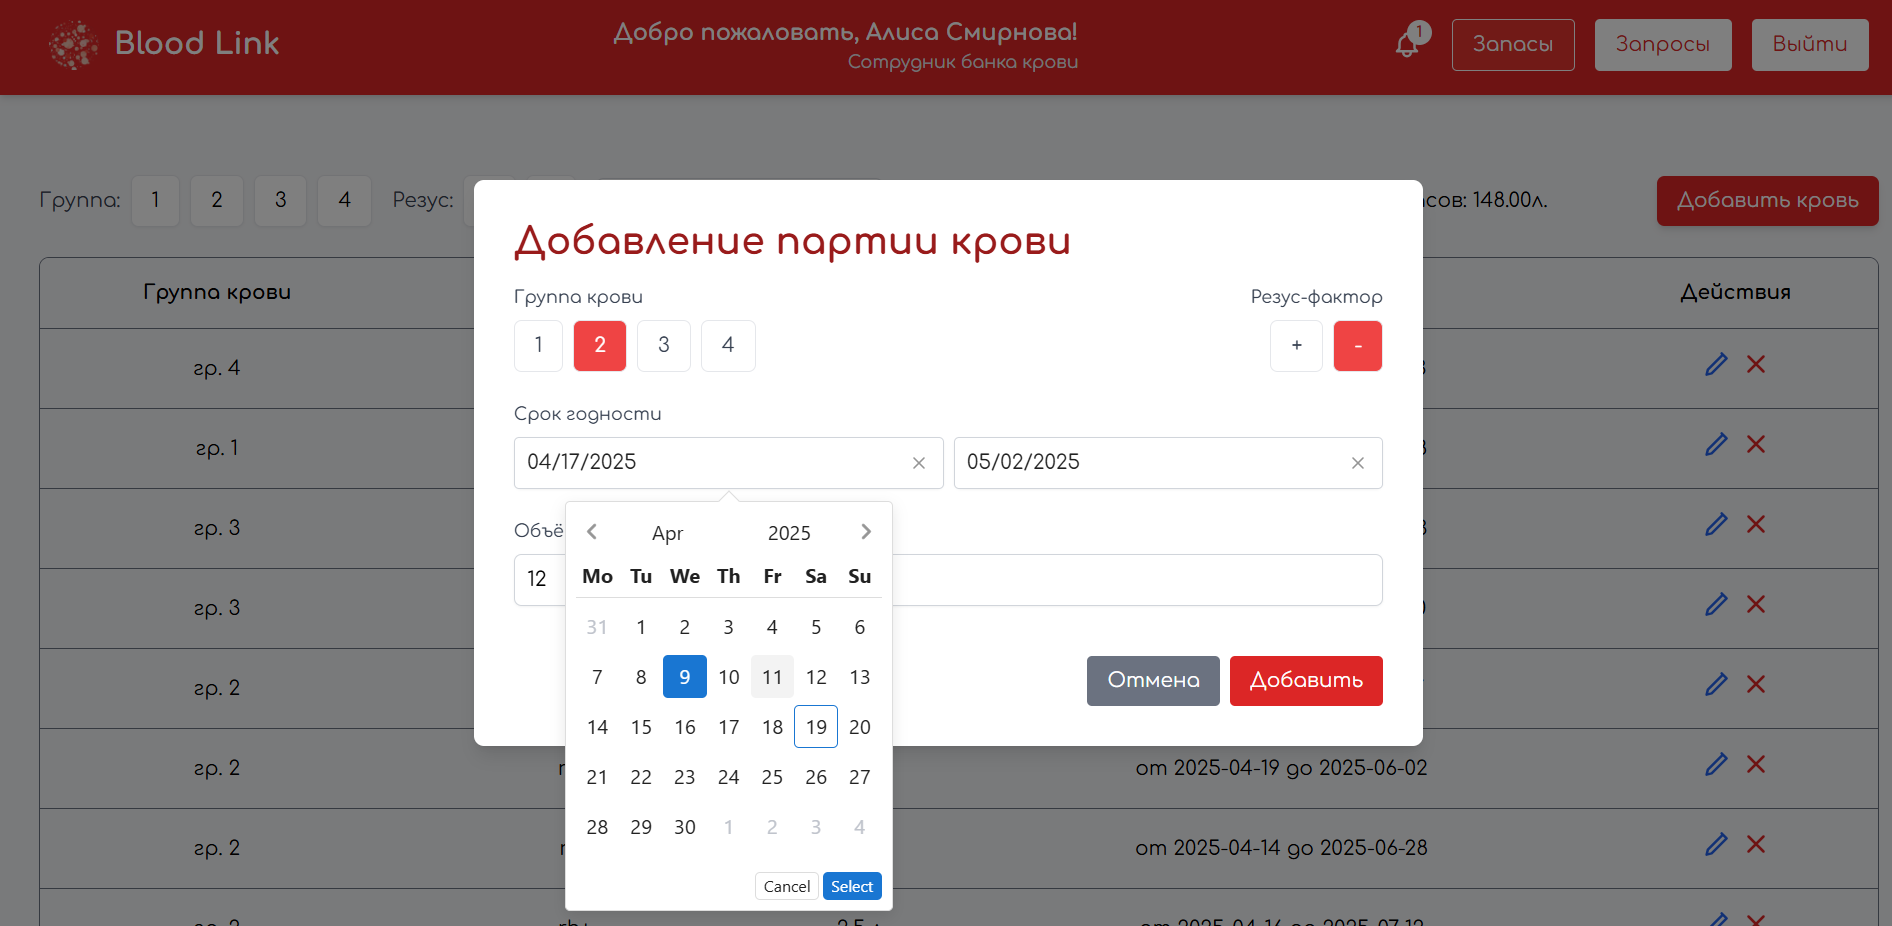 Blood Link
Добро пожаловать, Алиса Смирнова!
Сотрудник банка крови
1
Запасы
Запросы
Выйти
Группа: 1 2 3 4 Резус:
148.00л.
Добавить кровь
Группа крови
Действия
гр. 4
гр. 1
гр. 3
гр. 3
гр. 2
гр. 2
от 2025-04-19 до 2025-06-02
гр. 2
от 2025-04-14 до 2025-06-28
Добавление партии крови
Группа крови
Резус-фактор
1 2 3 4
+ -
Срок годности
04/17/2025
05/02/2025
12
Apr 2025
Mo Tu We Th Fr Sa Su
31 1 2 3 4 5 6
7 8 9 10 11 12 13
14 15 16 17 18 19 20
21 22 23 24 25 26 27
28 29 30 1 2 3 4
Cancel Select
Отмена
Добавить